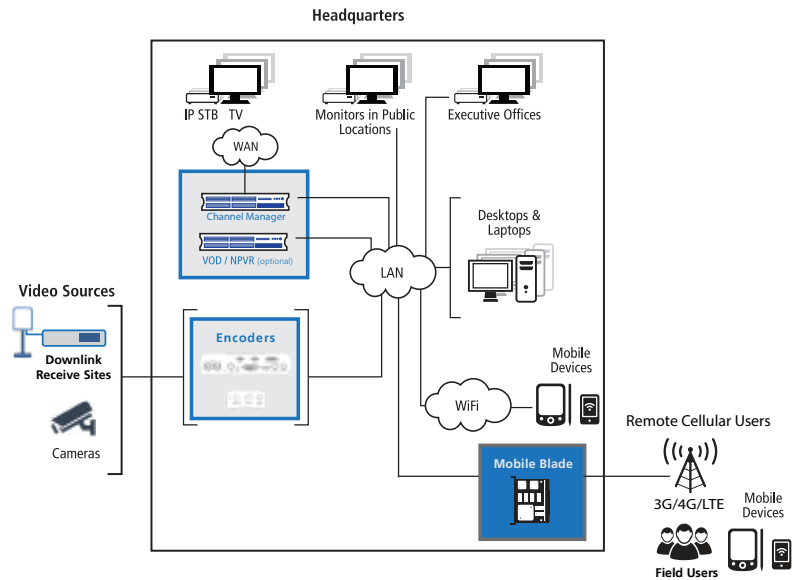 Headquarters
IP STB TV
Monitors in Public
Locations
Executive Offices
WAN
Channel Manager
VOD / NPVR (optional)
Desktops &
Laptops
LAN
Video Sources
Downlink
Receive Sites
Cameras
Encoders
WiFi
Mobile
Devices
Mobile Blade
Remote Cellular Users
3G/4G/LTE
Mobile
Devices
Field Users